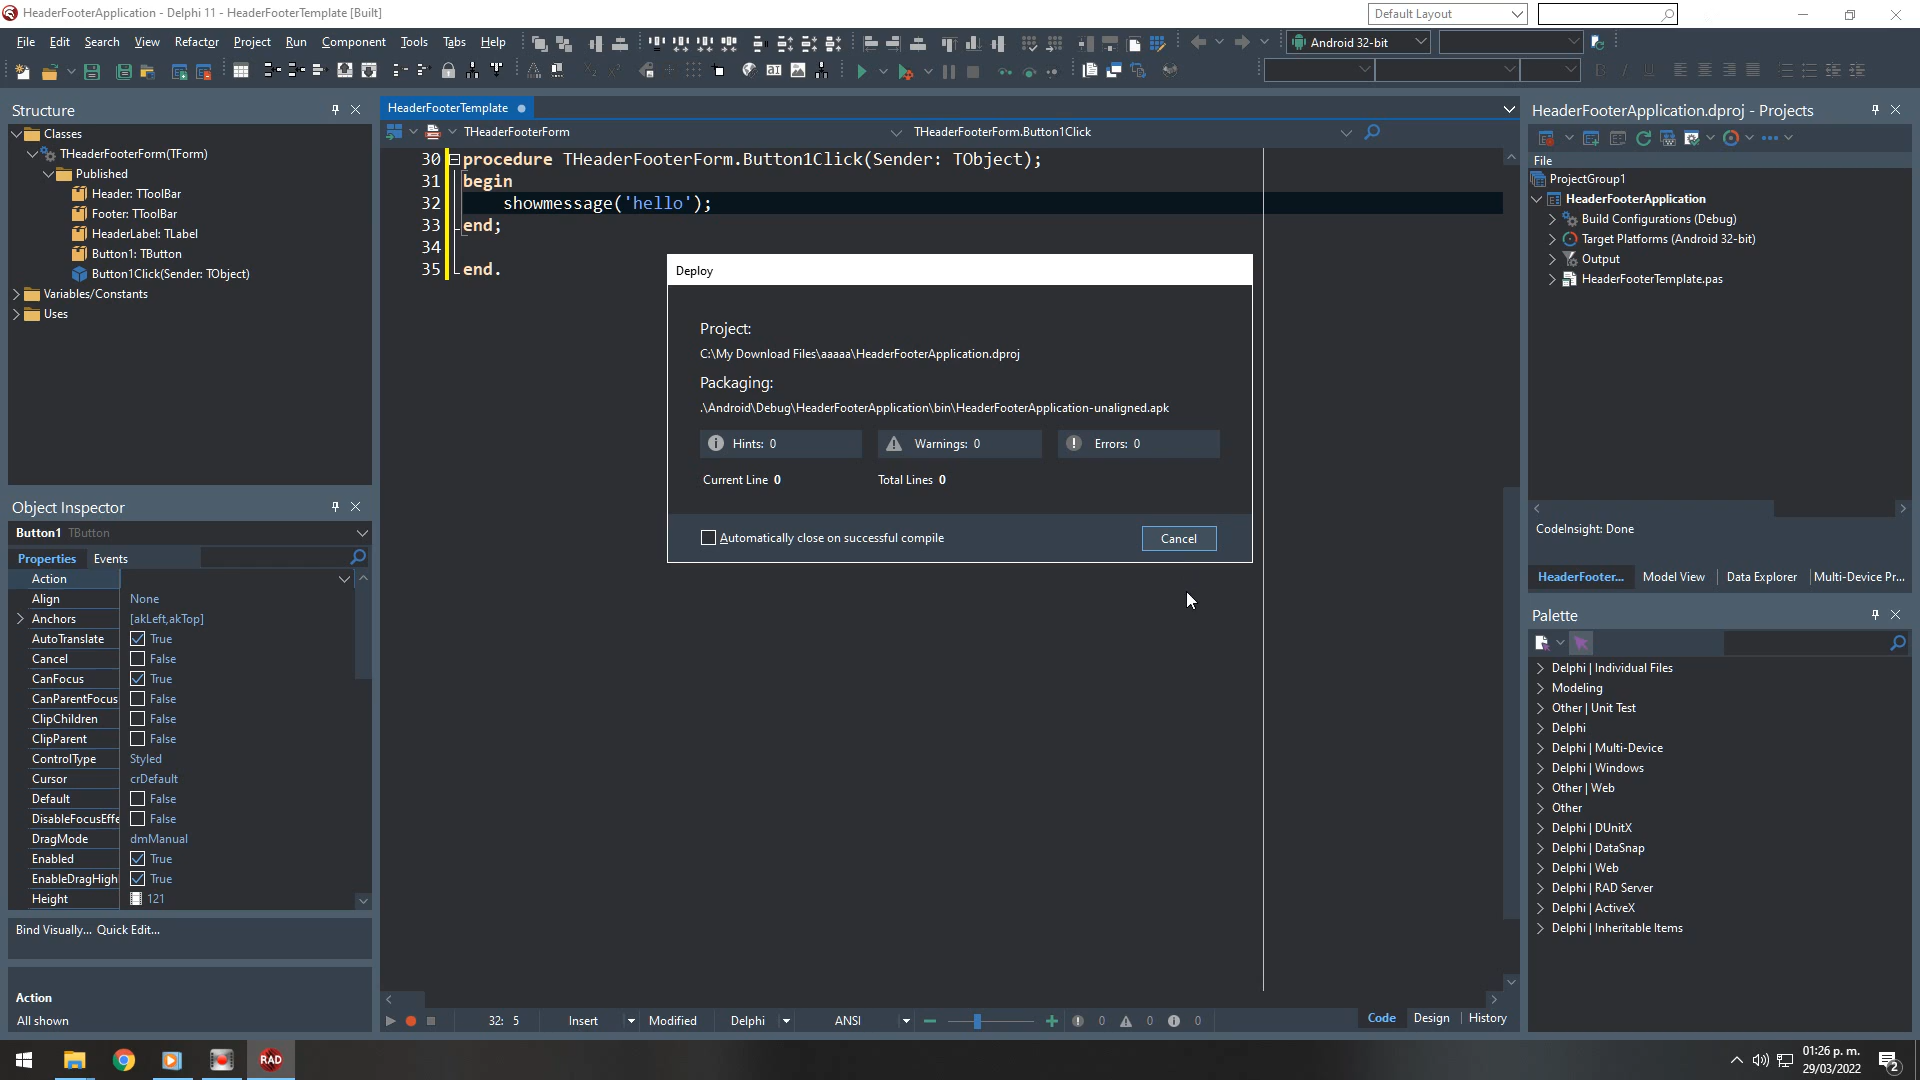 HeaderFooterApplication - Delphi 11 - HeaderFooterTemplate [Built]
Default Layout
File Edit Search View Refactor Project Run Component Tools Tabs Help
Android 32-bit
Structure
Classes
THeaderFooterForm(TForm)
Published
Header: TToolBar
Footer: TToolBar
HeaderLabel: TLabel
Button1: TButton
Button1Click(Sender: TObject)
Variables/Constants
Uses
Object Inspector
Button1 TButton
Properties Events
Action
Align None
Anchors [akLeft,akTop]
AutoTranslate True
Cancel False
CanFocus True
CanParentFocus False
ClipChildren False
ClipParent False
ControlType Styled
Cursor crDefault
Default False
DisableFocusEffe False
DragMode dmManual
Enabled True
EnableDragHigh True
Height 121
Bind Visually... Quick Edit...
Action
All shown
HeaderFooterTemplate
THeaderFooterForm THeaderFooterForm.Button1Click
30 procedure THeaderFooterForm.Button1Click(Sender: TObject);
31 begin
32 showmessage('hello');
33 end;
34
35 end.
Deploy
Project:
C:\My Download Files\aaaaa\HeaderFooterApplication.dproj
Packaging:
.\Android\Debug\HeaderFooterApplication\bin\HeaderFooterApplication-unaligned.apk
Hints: 0 Warnings: 0 Errors: 0
Current Line 0 Total Lines 0
Automatically close on successful compile
Cancel
32: 5 Insert Modified Delphi ANSI 0 0 0 Code Design History
HeaderFooterApplication.dproj - Projects
File
ProjectGroup1
HeaderFooterApplication
Build Configurations (Debug)
Target Platforms (Android 32-bit)
Output
HeaderFooterTemplate.pas
CodeInsight: Done
HeaderFooter... Model View Data Explorer Multi-Device Pr...
Palette
Delphi | Individual Files
Modeling
Other | Unit Test
Delphi
Delphi | Multi-Device
Delphi | Windows
Other | Web
Other
Delphi | DUnitX
Delphi | DataSnap
Delphi | Web
Delphi | RAD Server
Delphi | ActiveX
Delphi | Inheritable Items
RAD
01:26 p. m.
29/03/2022
2